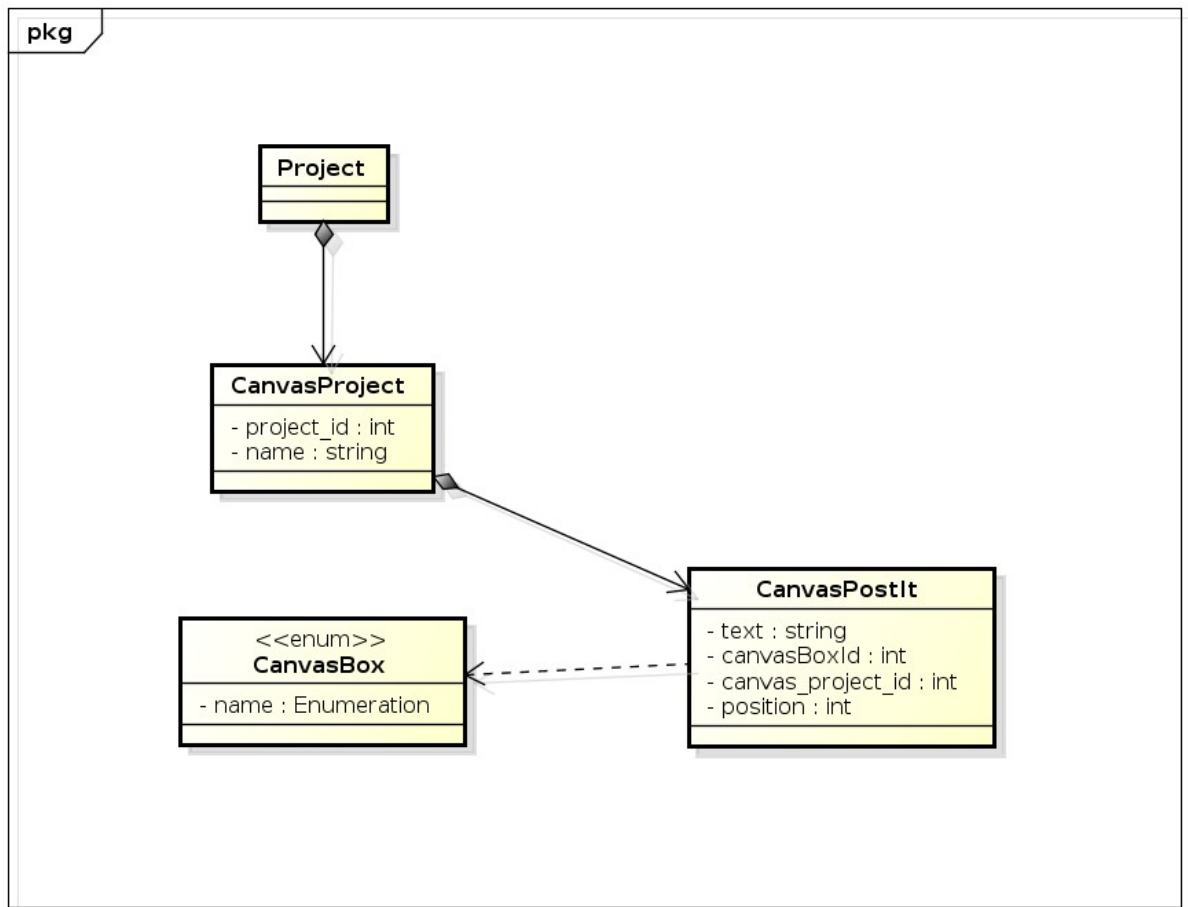 pkg
Project
CanvasProject
- project_id : int
- name : string
<<enum>>
CanvasBox
- name : Enumeration
CanvasPostIt
- text : string
- canvasBoxId : int
- canvas_project_id : int
- position : int